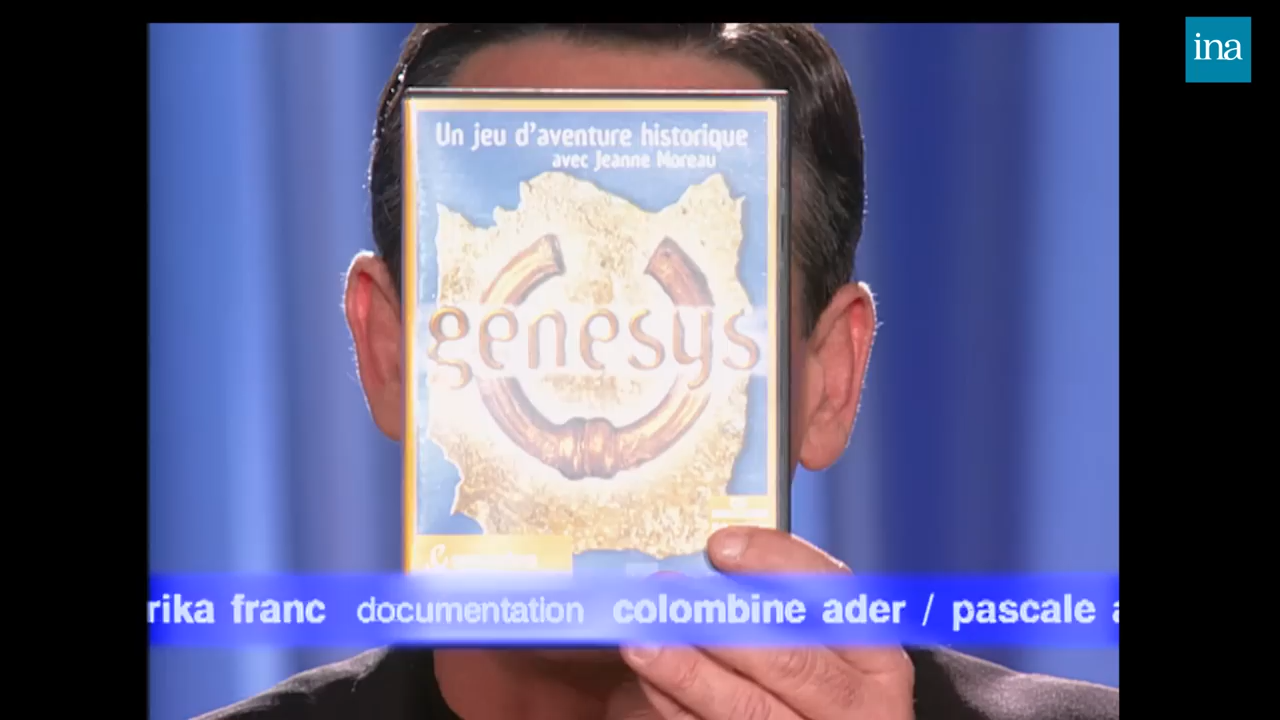 ina
Un jeu d'aventure historique
avec Jeanne Moreau
genesys
rika franc documentation colombine ader / pascale a